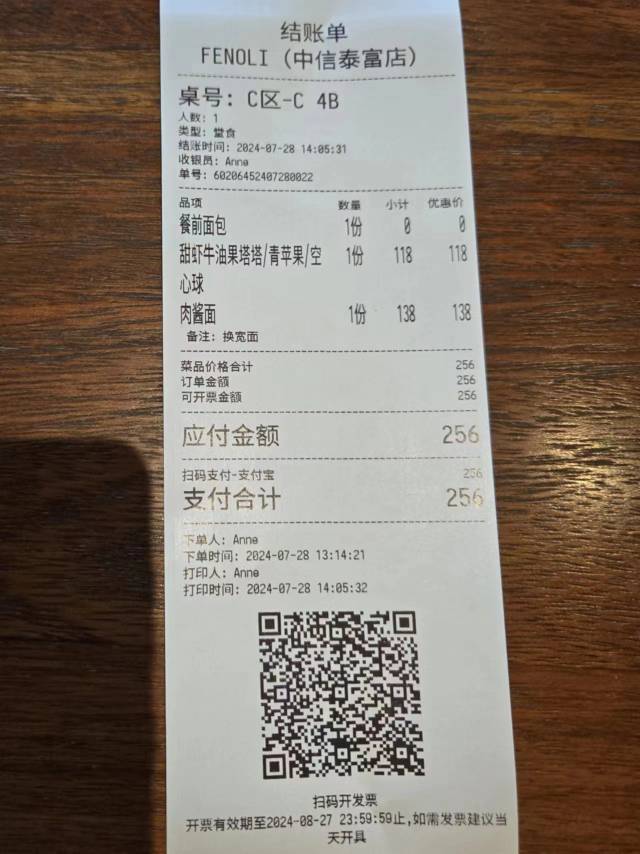 结账单
FENOLI（中信泰富店）
桌号: C区-C 4B
人数: 1
类型: 堂食
结账时间: 2024-07-28 14:05:31
收银员: Anne
单号: 60206452407280022
品项 数量 小计 优惠价
餐前面包 1份 0 0
甜虾牛油果塔塔/青苹果/空 1份 118 118
心球
肉酱面 1份 138 138
备注: 换宽面
菜品价格合计 256
订单金额 256
可开票金额 256
应付金额 256
扫码支付-支付宝 256
支付合计 256
下单人: Anne
下单时间: 2024-07-28 13:14:21
打印人: Anne
打印时间: 2024-07-28 14:05:32
扫码开发票
开票有效期至2024-08-27 23:59:59止,如需发票建议当
天开具